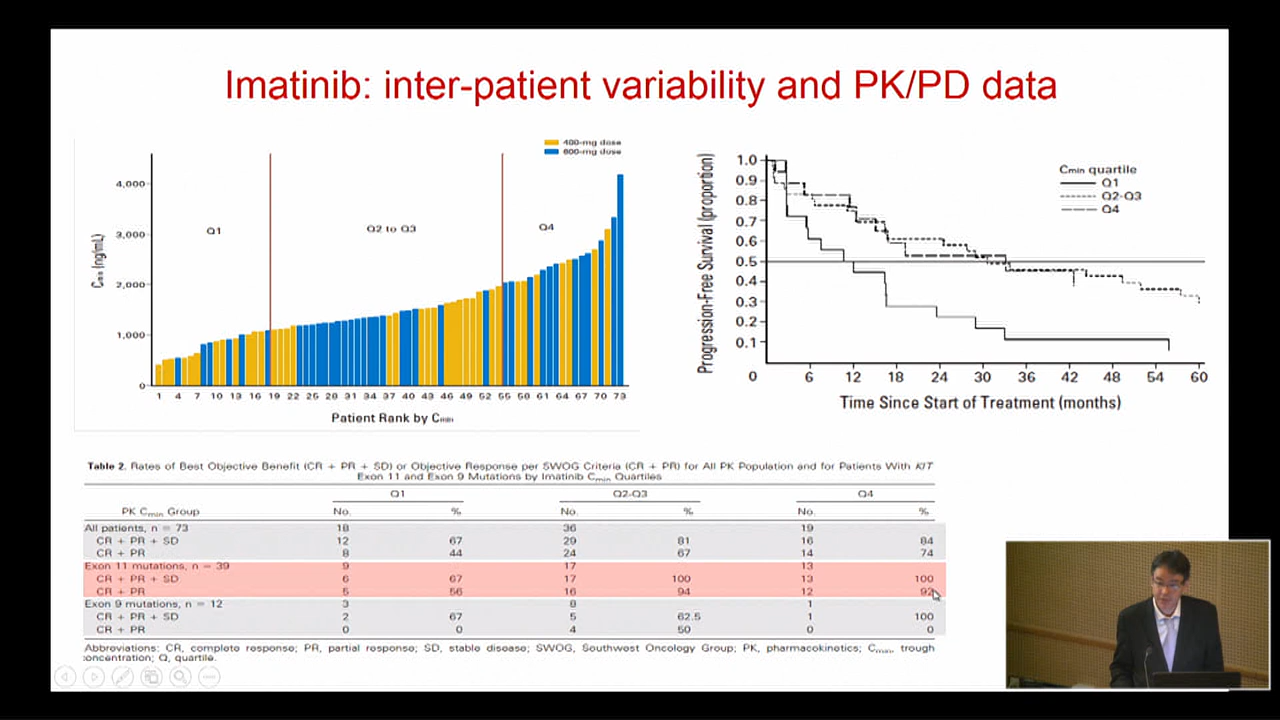 Imatinib: inter-patient variability and PK/PD data
400-mg dose
600-mg dose
4,000
3,000
2,000
1,000
0
Cmin (ng/mL)
Q1
Q2 to Q3
Q4
1 4 7 10 13 16 19 22 25 28 31 34 37 40 43 46 49 52 55 58 61 64 67 70 73
Patient Rank by Cmin
Progression-Free Survival (proportion)
1.0
0.9
0.8
0.7
0.6
0.5
0.4
0.3
0.2
0.1
Cmin quartile
Q1
Q2-Q3
Q4
0 6 12 18 24 30 36 42 48 54 60
Time Since Start of Treatment (months)
Table 2. Rates of Best Objective Benefit (CR + PR + SD) or Objective Response per SWOG Criteria (CR + PR) for All PK Population and for Patients With KIT
Exon 11 and Exon 9 Mutations by Imatinib Cmin Quartiles
Q1 Q2-Q3 Q4
PK Cmin Group No. % No. % No. %
All patients, n = 73 18 36 19
CR + PR + SD 12 67 29 81 16 84
CR + PR 8 44 24 67 14 74
Exon 11 mutations, n = 39 9 17 13
CR + PR + SD 6 67 17 100 13 100
CR + PR 5 56 16 94 12 92
Exon 9 mutations, n = 12 3 8 1
CR + PR + SD 2 67 5 62.5 1 100
CR + PR 0 0 4 50 0 0
Abbreviations: CR, complete response; PR, partial response; SD, stable disease; SWOG, Southwest Oncology Group; PK, pharmacokinetics; Cmin, trough
concentration; Q, quartile.